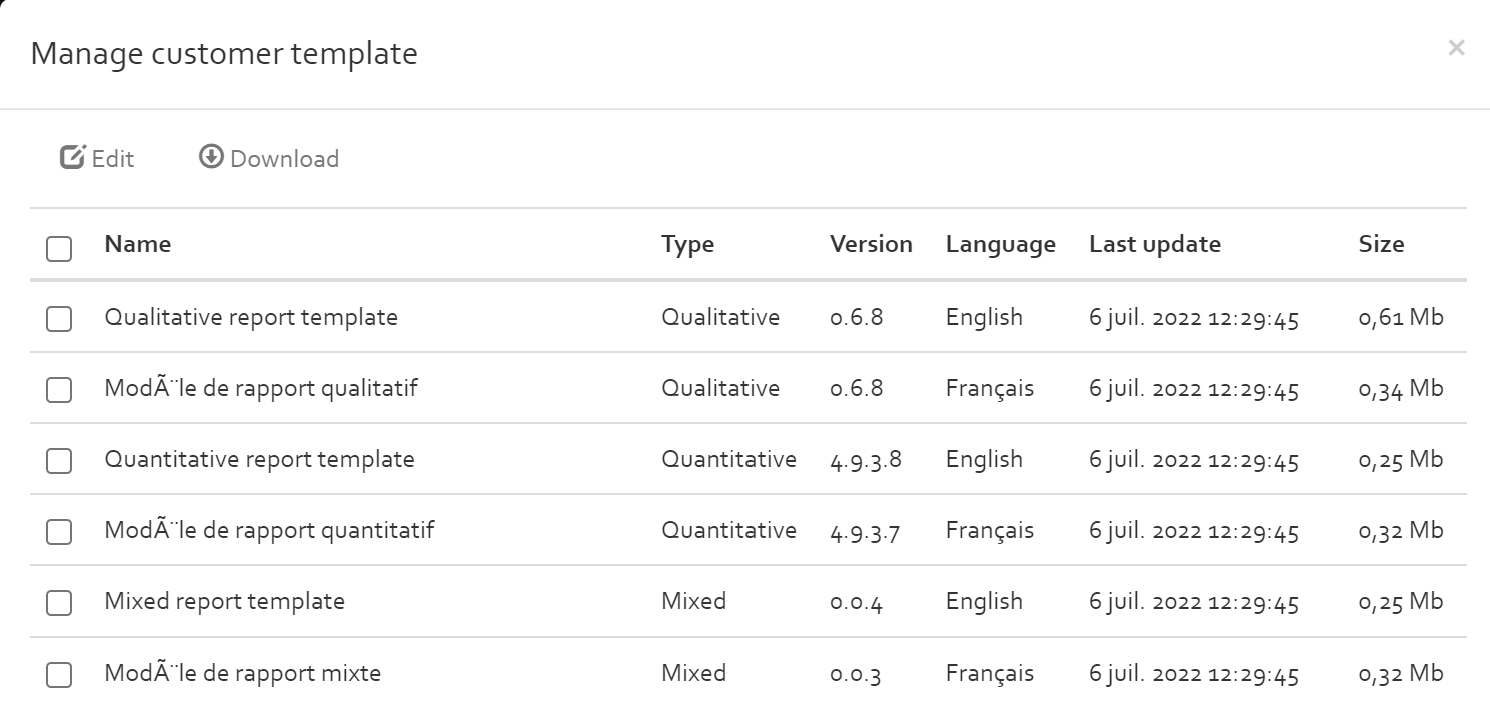 Manage customer template ×
Edit Download
Name Type Version Language Last update Size
Qualitative report template Qualitative 0.6.8 English 6 juil. 2022 12:29:45 0,61 Mb
ModÃ¨le de rapport qualitatif Qualitative 0.6.8 Français 6 juil. 2022 12:29:45 0,34 Mb
Quantitative report template Quantitative 4.9.3.8 English 6 juil. 2022 12:29:45 0,25 Mb
ModÃ¨le de rapport quantitatif Quantitative 4.9.3.7 Français 6 juil. 2022 12:29:45 0,32 Mb
Mixed report template Mixed 0.0.4 English 6 juil. 2022 12:29:45 0,25 Mb
ModÃ¨le de rapport mixte Mixed 0.0.3 Français 6 juil. 2022 12:29:45 0,32 Mb